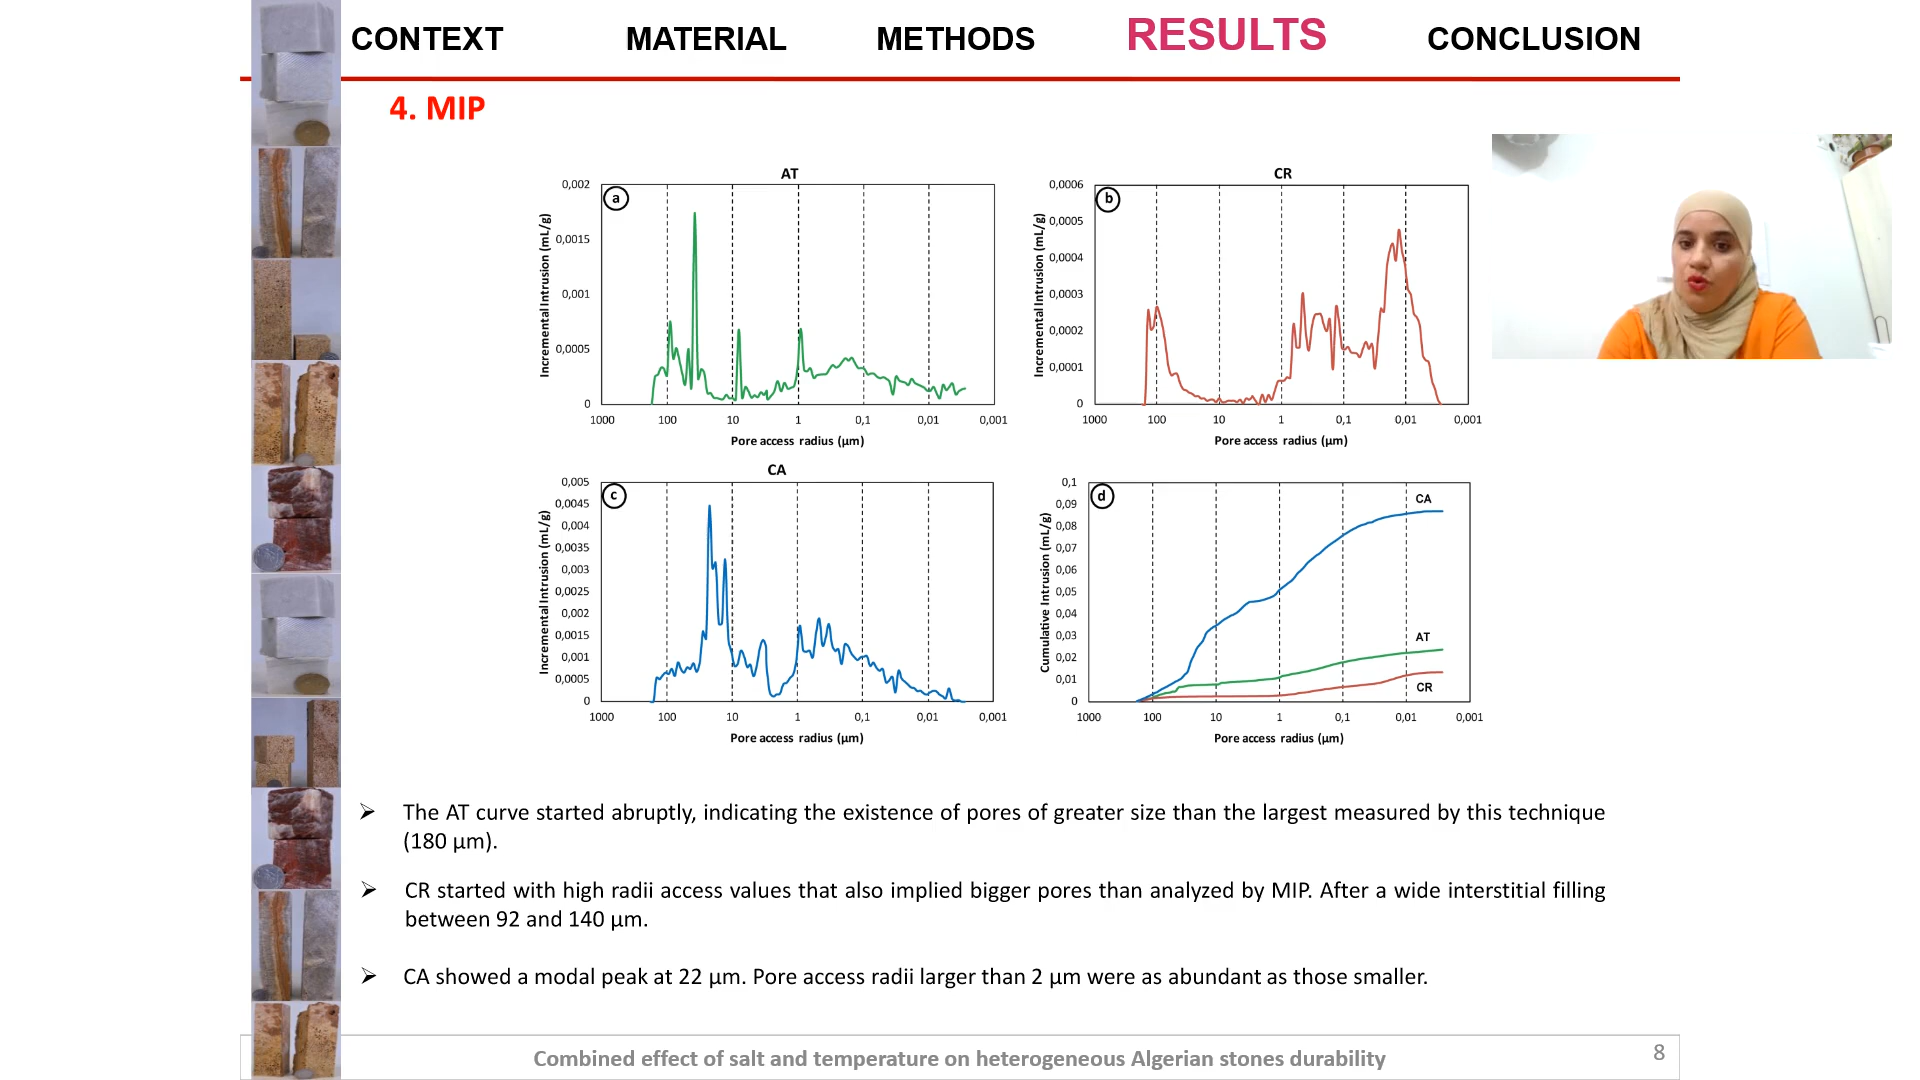 CONTEXT MATERIAL METHODS RESULTS CONCLUSION
4. MIP
AT
a
Incremental Intrusion (mL/g)
0,002
0,0015
0,001
0,0005
0
1000 100 10 1 0,1 0,01 0,001
Pore access radius (µm)
CR
b
Incremental Intrusion (mL/g)
0,0006
0,0005
0,0004
0,0003
0,0002
0,0001
0
1000 100 10 1 0,1 0,01 0,001
Pore access radius (µm)
CA
c
Incremental Intrusion (mL/g)
0,005
0,0045
0,004
0,0035
0,003
0,0025
0,002
0,0015
0,001
0,0005
0
1000 100 10 1 0,1 0,01 0,001
Pore access radius (µm)
d
Cumulative Intrusion (mL/g)
0,1
0,09
0,08
0,07
0,06
0,05
0,04
0,03
0,02
0,01
0
CA
AT
CR
1000 100 10 1 0,1 0,01 0,001
Pore access radius (µm)
➢ The AT curve started abruptly, indicating the existence of pores of greater size than the largest measured by this technique
(180 µm).
➢ CR started with high radii access values that also implied bigger pores than analyzed by MIP. After a wide interstitial filling
between 92 and 140 µm.
➢ CA showed a modal peak at 22 µm. Pore access radii larger than 2 µm were as abundant as those smaller.
Combined effect of salt and temperature on heterogeneous Algerian stones durability
8